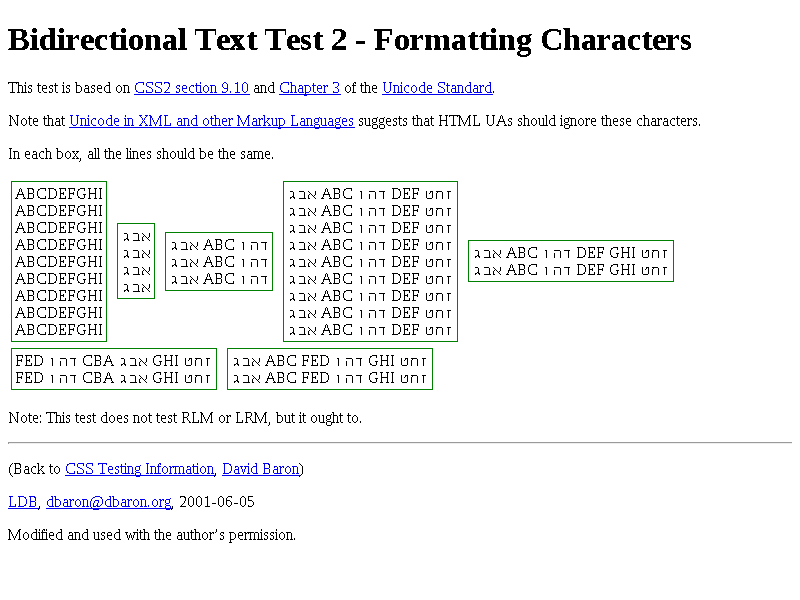 Bidirectional Text Test 2 - Formatting Characters
This test is based on CSS2 section 9.10 and Chapter 3 of the Unicode Standard.
Note that Unicode in XML and other Markup Languages suggests that HTML UAs should ignore these characters.
In each box, all the lines should be the same.
ABCDEFGHI
ABCDEFGHI
ABCDEFGHI
ABCDEFGHI
ABCDEFGHI
ABCDEFGHI
ABCDEFGHI
ABCDEFGHI
ABCDEFGHI
אבג
אבג
אבג
אבג
אבג ABC דהו
אבג ABC דהו
אבג ABC דהו
אבג ABC דהו DEF זחט
אבג ABC דהו DEF זחט
אבג ABC דהו DEF זחט
אבג ABC דהו DEF זחט
אבג ABC דהו DEF זחט
אבג ABC דהו DEF זחט
אבג ABC דהו DEF זחט
אבג ABC דהו DEF זחט
אבג ABC דהו DEF זחט
אבג ABC דהו DEF GHI זחט
אבג ABC דהו DEF GHI זחט
FED דהו CBA אבג GHI זחט
FED דהו CBA אבג GHI זחט
אבג ABC FED דהו GHI זחט
אבג ABC FED דהו GHI זחט
Note: This test does not test RLM or LRM, but it ought to.
(Back to CSS Testing Information, David Baron)
LDB, dbaron@dbaron.org, 2001-06-05
Modified and used with the author's permission.